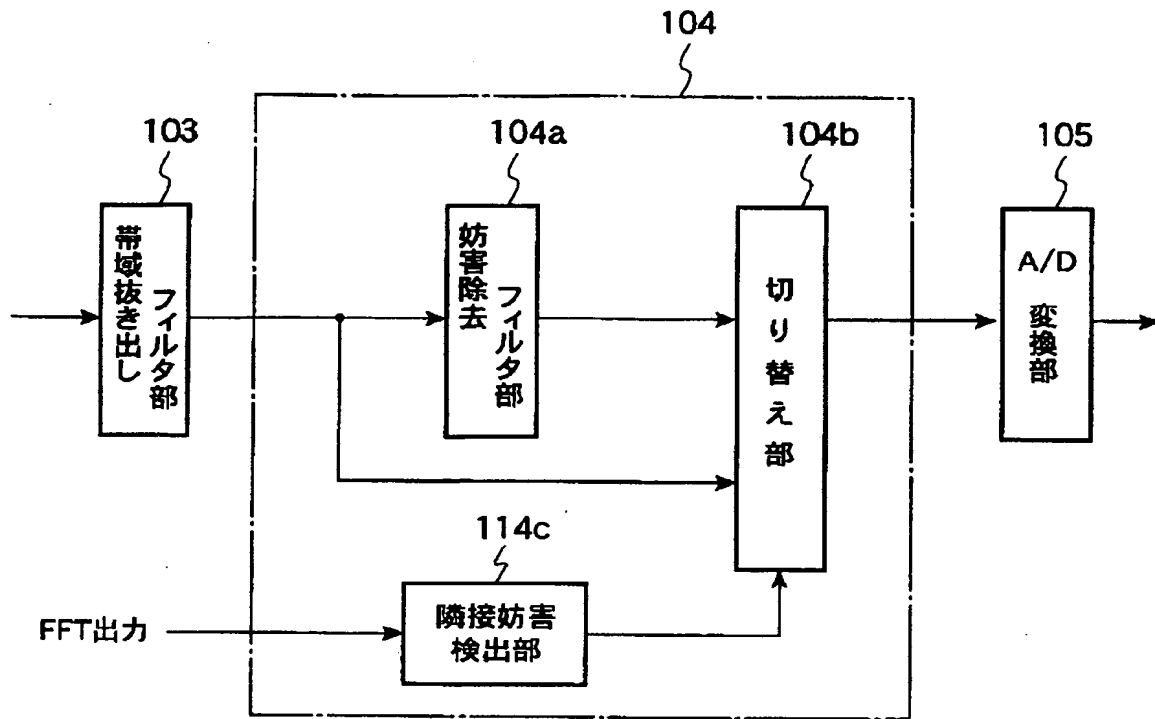 104
103
104a
104b
105
帯域抜き出し
フィルタ部
妨害除去
フィルタ部
切り替え部
A/D
変換部
114c
FFT出力
隣接妨害
検出部